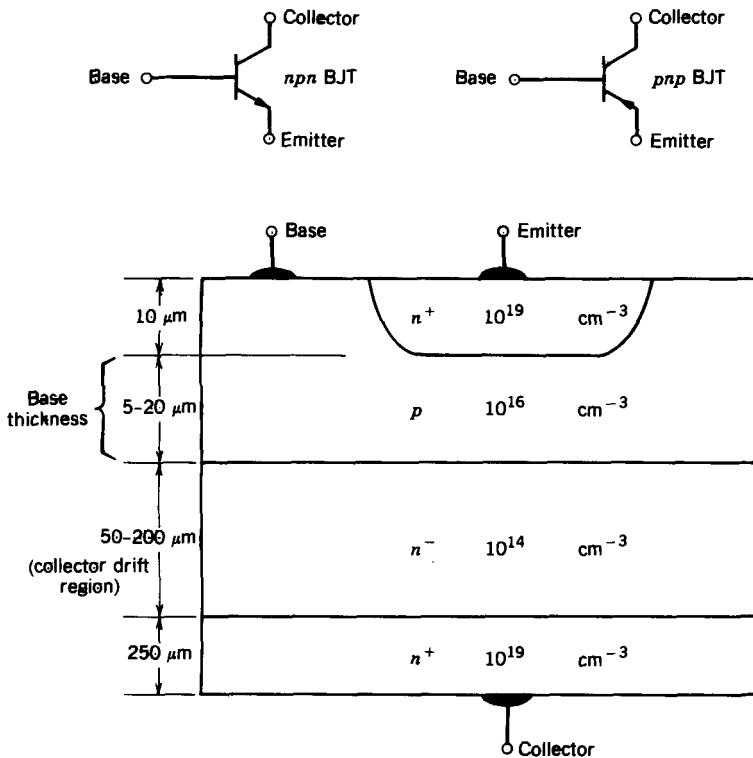 Collector
Collector
Base
npn BJT
Base
pnp BJT
Emitter
Emitter
Base
Emitter
10 μm
n+ 10^19 cm^-3
Base
thickness
5-20 μm
p 10^16 cm^-3
50-200 μm
(collector drift
region)
n^- 10^14 cm^-3
250 μm
n+ 10^19 cm^-3
Collector